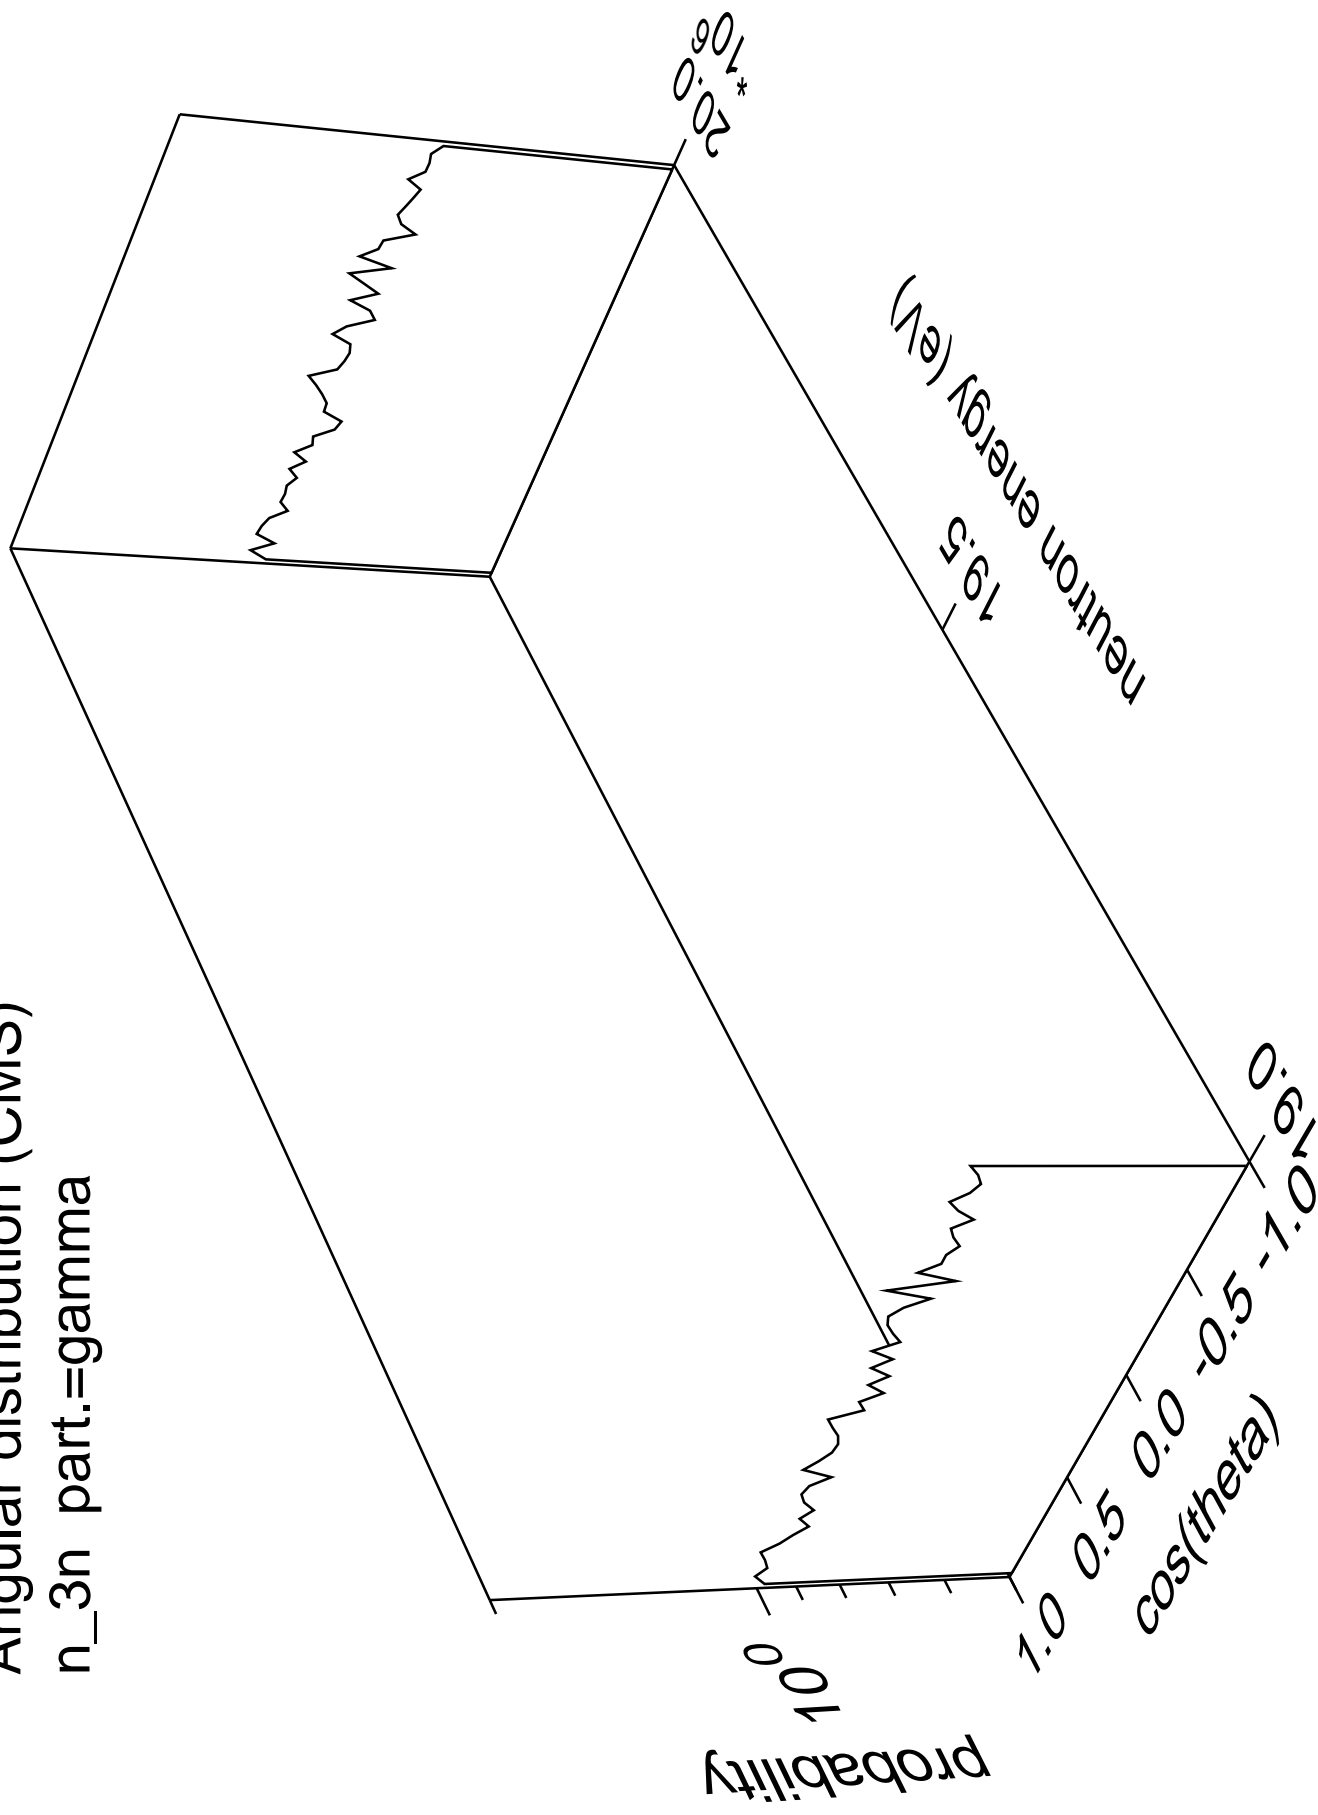 Angular distribution (CMS)
n_3n part.=gamma
probability
10^0
1.0 0.5 0.0 -0.5 -1.0
cos(theta)
19.0 19.5 20.0
*10^6
neutron energy (eV)